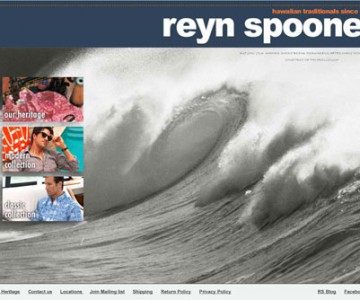 hawaiian traditionals since
reyn spoone
our heritage
modern
collection
classic
collection
Heritage Contact us Locations Join Mailing list Shipping Return Policy Privacy Policy RS Blog Faceb